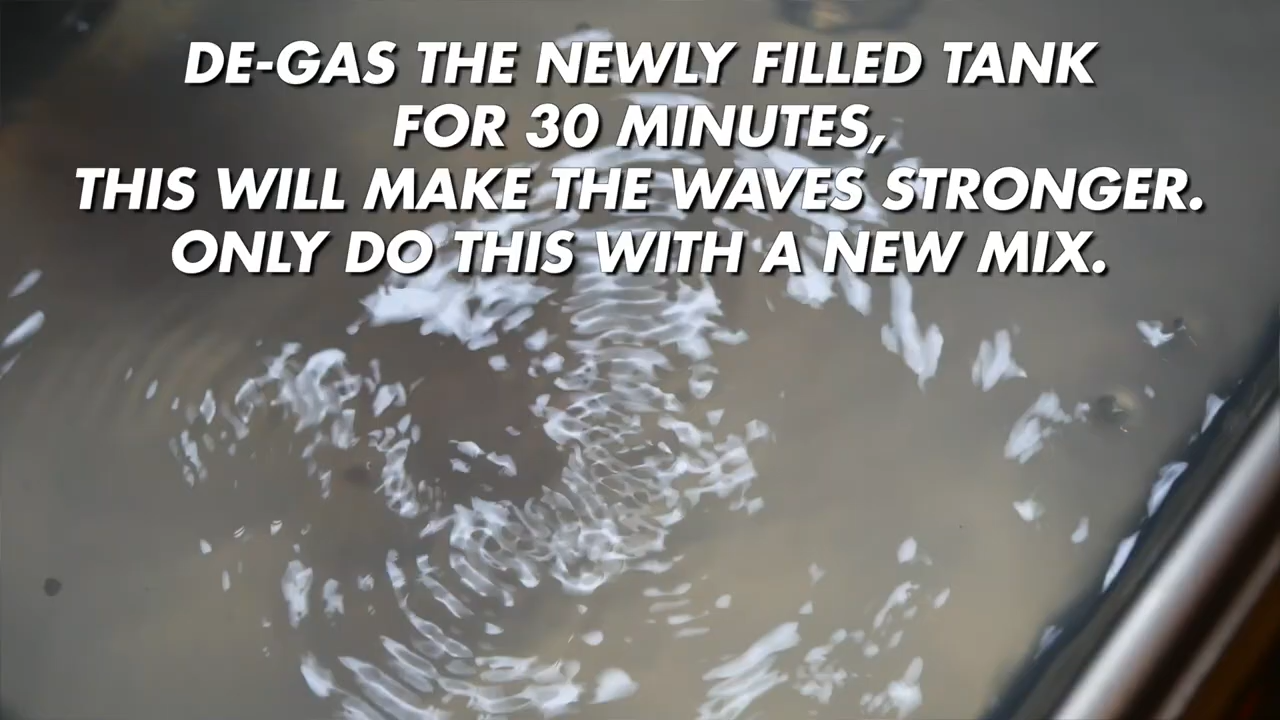 DE-GAS THE NEWLY FILLED TANK
FOR 30 MINUTES,
THIS WILL MAKE THE WAVES STRONGER.
ONLY DO THIS WITH A NEW MIX.